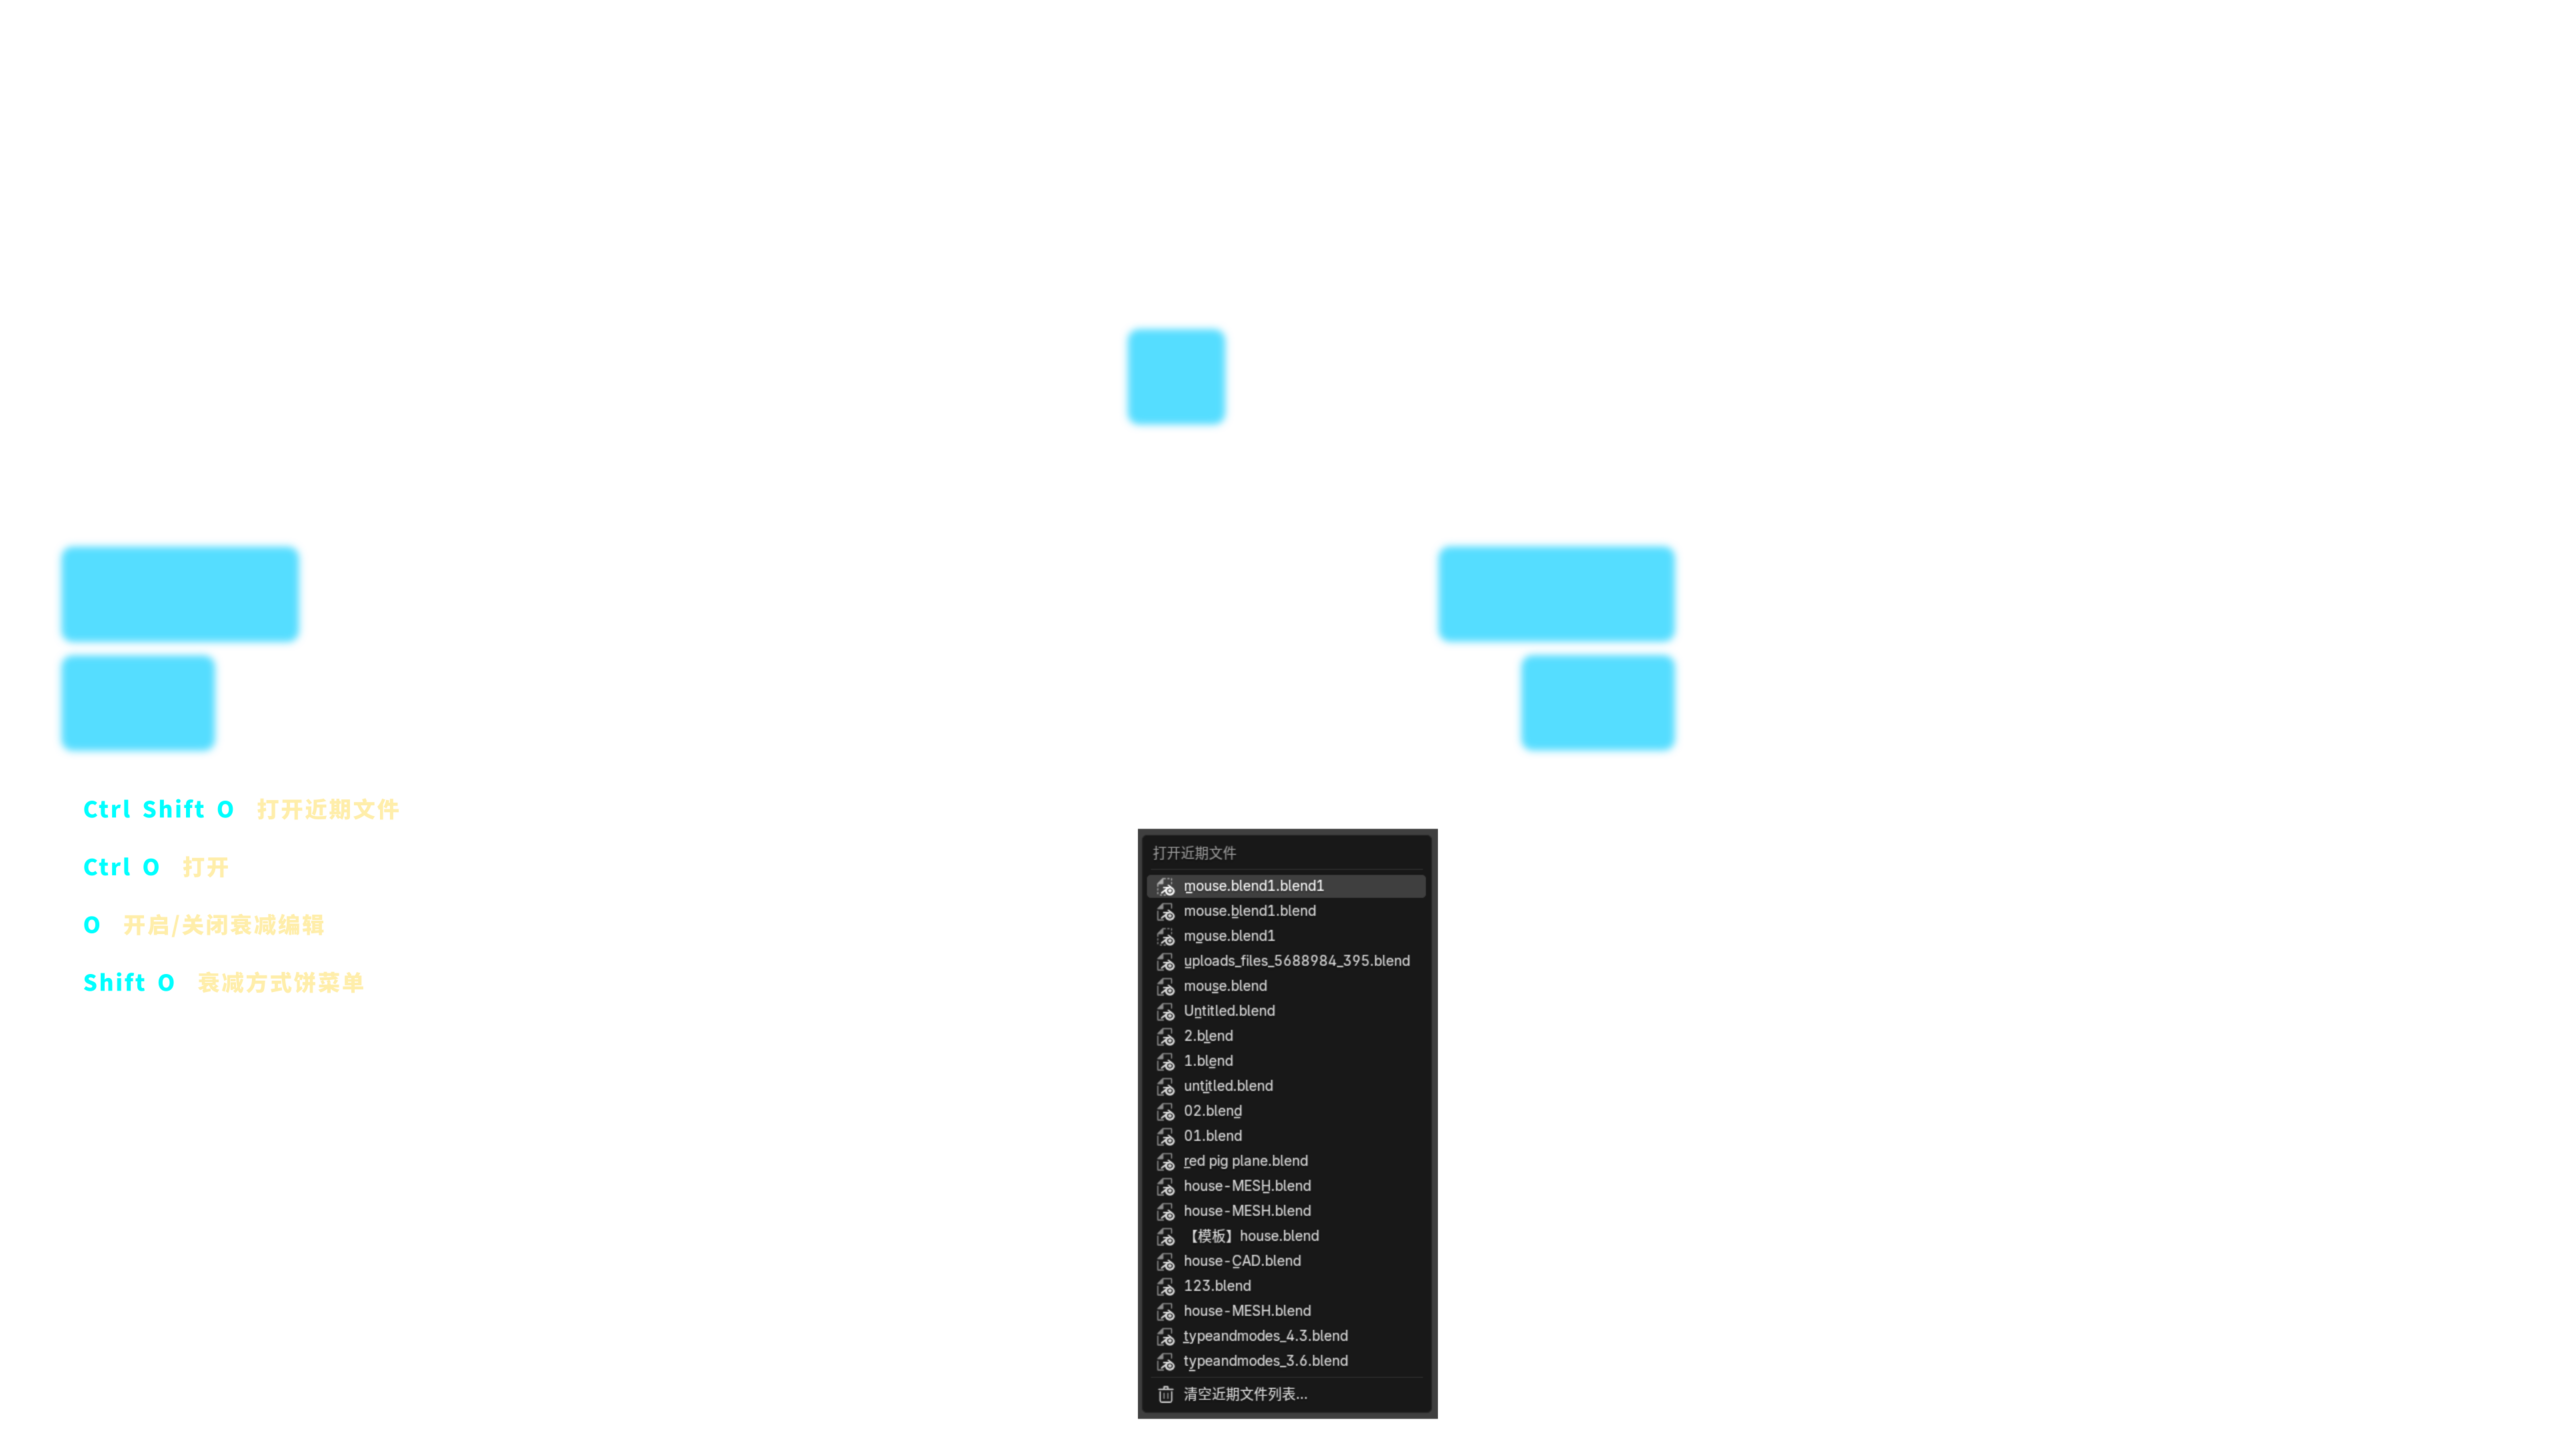 Ctrl Shift O 打开近期文件
Ctrl O 打开
O 开启/关闭衰减编辑
Shift O 衰减方式饼菜单
打开近期文件
mouse.blend1.blend1
mouse.blend1.blend
mouse.blend1
uploads_files_5688984_395.blend
mouse.blend
Untitled.blend
2.blend
1.blend
untitled.blend
02.blend
01.blend
red pig plane.blend
house-MESH.blend
house-MESH.blend
【模板】house.blend
house-CAD.blend
123.blend
house-MESH.blend
typeandmodes_4.3.blend
typeandmodes_3.6.blend
清空近期文件列表...